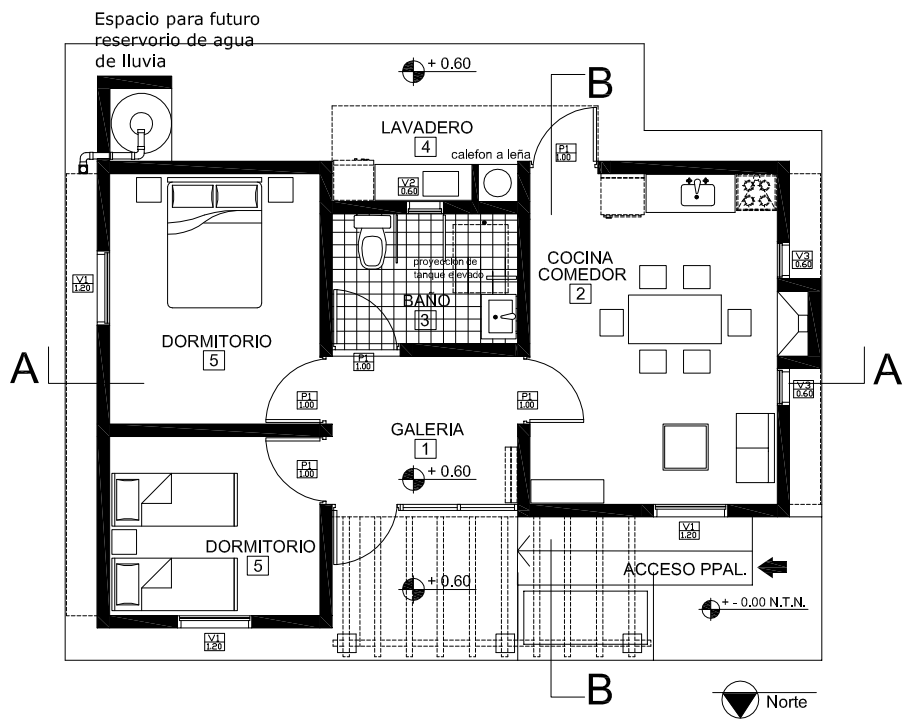 Espacio para futuro
reservorio de agua
de lluvia
+ 0.60
B
LAVADERO
4
calefon a leña
P1
1.00
V2
0.60
COCINA
COMEDOR
2
V3
0.60
proyección de
tanque elevado
BAÑO
3
V1
1.20
DORMITORIO
5
A
P1
1.00
P1
1.00
P1
1.00
V3
0.60
A
GALERIA
1
+ 0.60
P1
1.00
DORMITORIO
5
V1
1.20
ACCESO PPAL.
+ 0.60
+ - 0.00 N.T.N.
V1
1.20
B
Norte